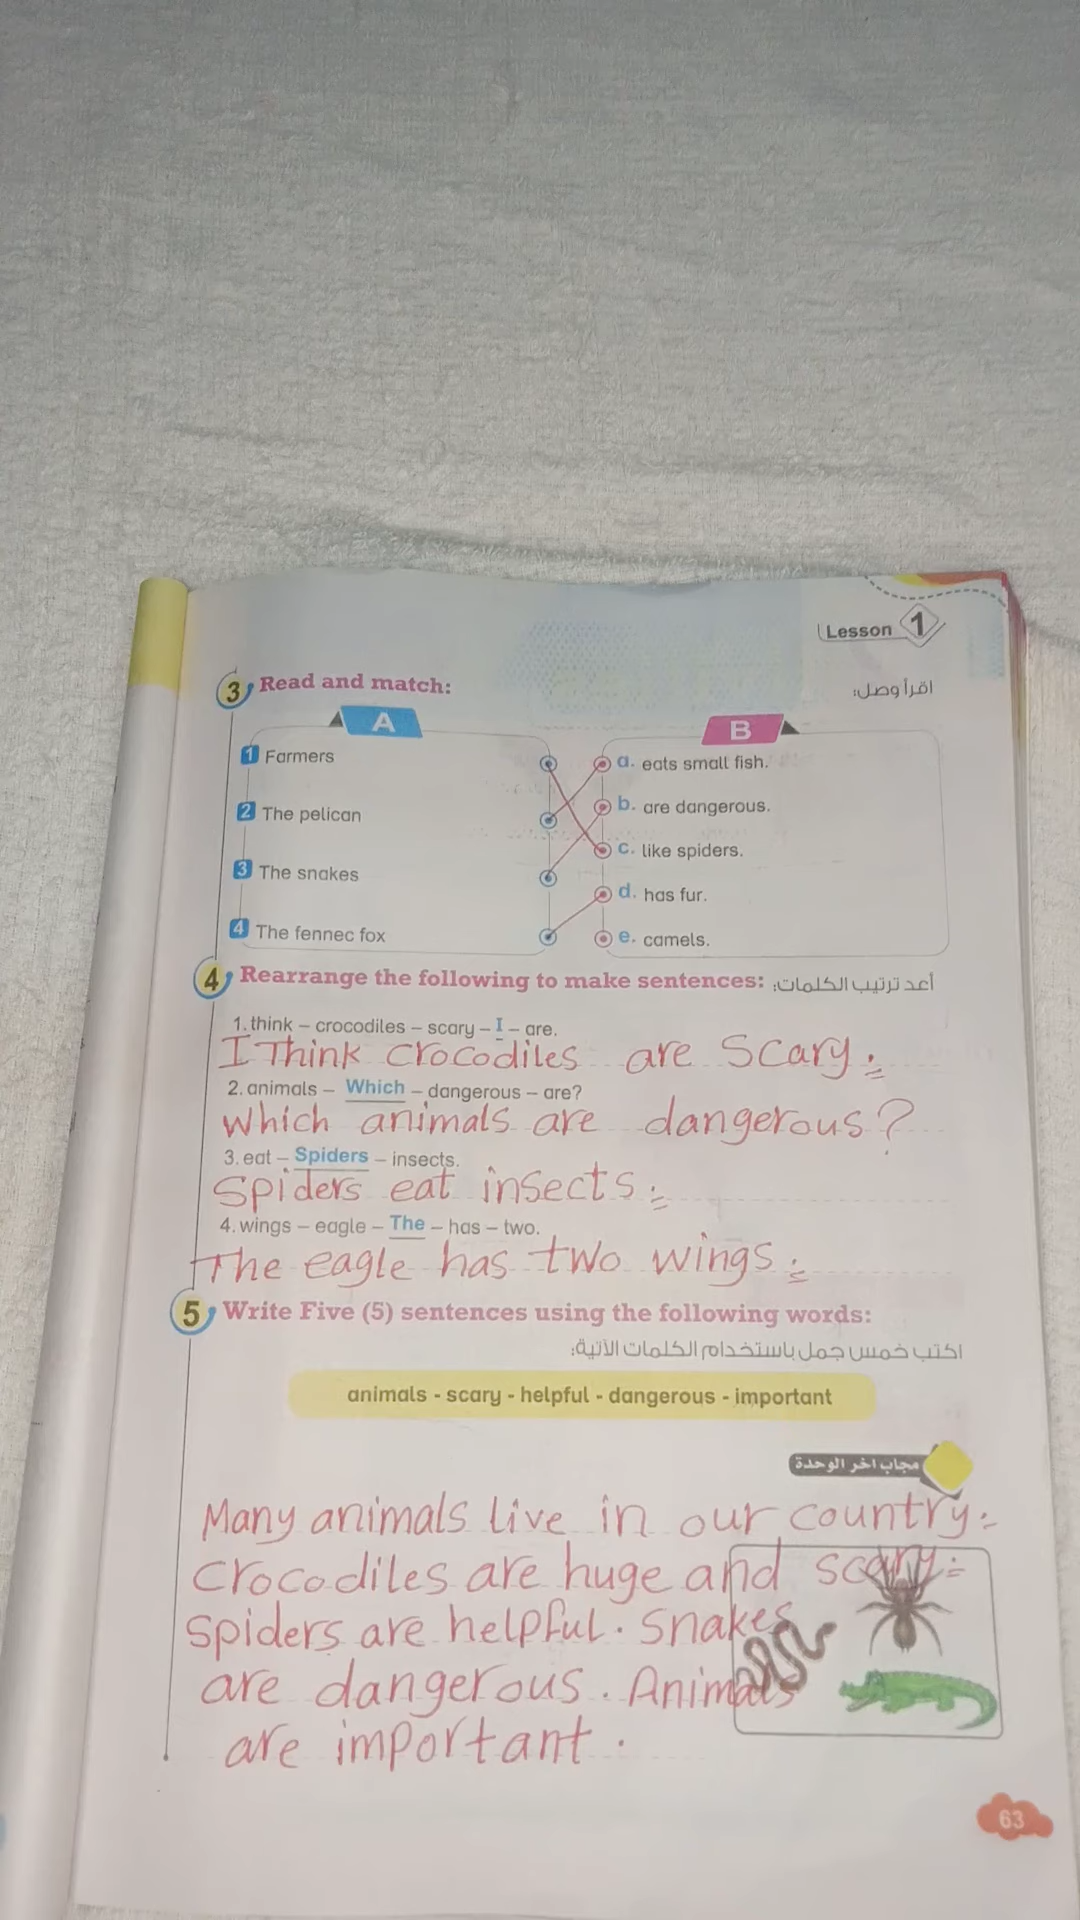 Lesson 1
3 Read and match:
اقرأ وصل:
A
B
1 Farmers
a. eats small fish.
2 The pelican
b. are dangerous.
c. like spiders.
3 The snakes
d. has fur.
4 The fennec fox
e. camels.
4 Rearrange the following to make sentences: أعد ترتيب الكلمات:
1. think – crocodiles – scary – I – are.
I Think crocodiles are scary.
2. animals – Which – dangerous – are?
which animals are dangerous?
3. eat – Spiders – insects.
Spiders eat insects.
4. wings – eagle – The – has – two.
The eagle has two wings.
5 Write Five (5) sentences using the following words:
اكتب خمس جمل باستخدام الكلمات الآتية:
animals - scary - helpful - dangerous - important
مجاب اخر الوحدة
Many animals live in our country.
Crocodiles are huge and scary.
Spiders are helpful. Snakes
are dangerous. Animals
are important.
63